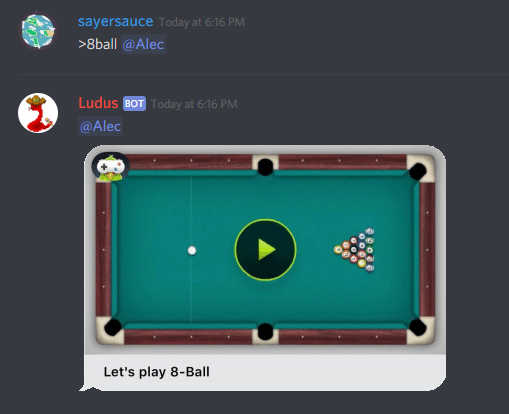 sayersauce Today at 6:16 PM
>8ball @Alec
Ludus BOT Today at 6:16 PM
@Alec
Let's play 8-Ball